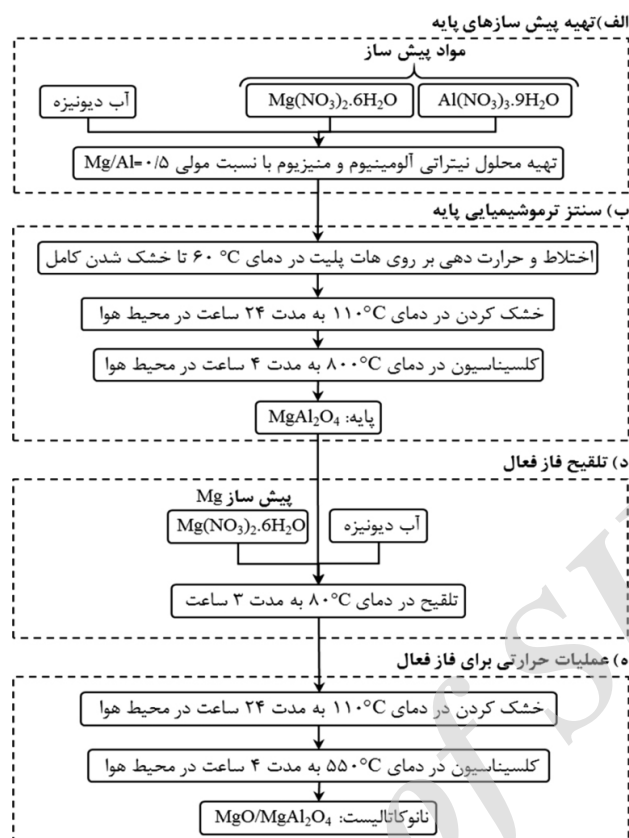 الف)تهیه پیش سازهای پایه
مواد پیش ساز
آب دیونیزه
Mg(NO3)2.6H2O
Al(NO3)3.9H2O
تهیه محلول نیتراتی آلومینیوم و منیزیوم با نسبت مولی Mg/Al=۰/۵
ب) سنتز ترموشیمیایی پایه
اختلاط و حرارت دهی بر روی هات پلیت در دمای ۶۰ °C تا خشک شدن کامل
خشک کردن در دمای ۱۱۰°C به مدت ۲۴ ساعت در محیط هوا
کلسیناسیون در دمای ۸۰۰°C به مدت ۴ ساعت در محیط هوا
پایه: MgAl2O4
د) تلقیح فاز فعال
پیش ساز Mg
Mg(NO3)2.6H2O
آب دیونیزه
تلقیح در دمای ۸۰°C به مدت ۳ ساعت
ه) عملیات حرارتی برای فاز فعال
خشک کردن در دمای ۱۱۰°C به مدت ۲۴ ساعت در محیط هوا
کلسیناسیون در دمای ۵۵۰°C به مدت ۴ ساعت در محیط هوا
نانوکاتالیست: MgO/MgAl2O4
of SI